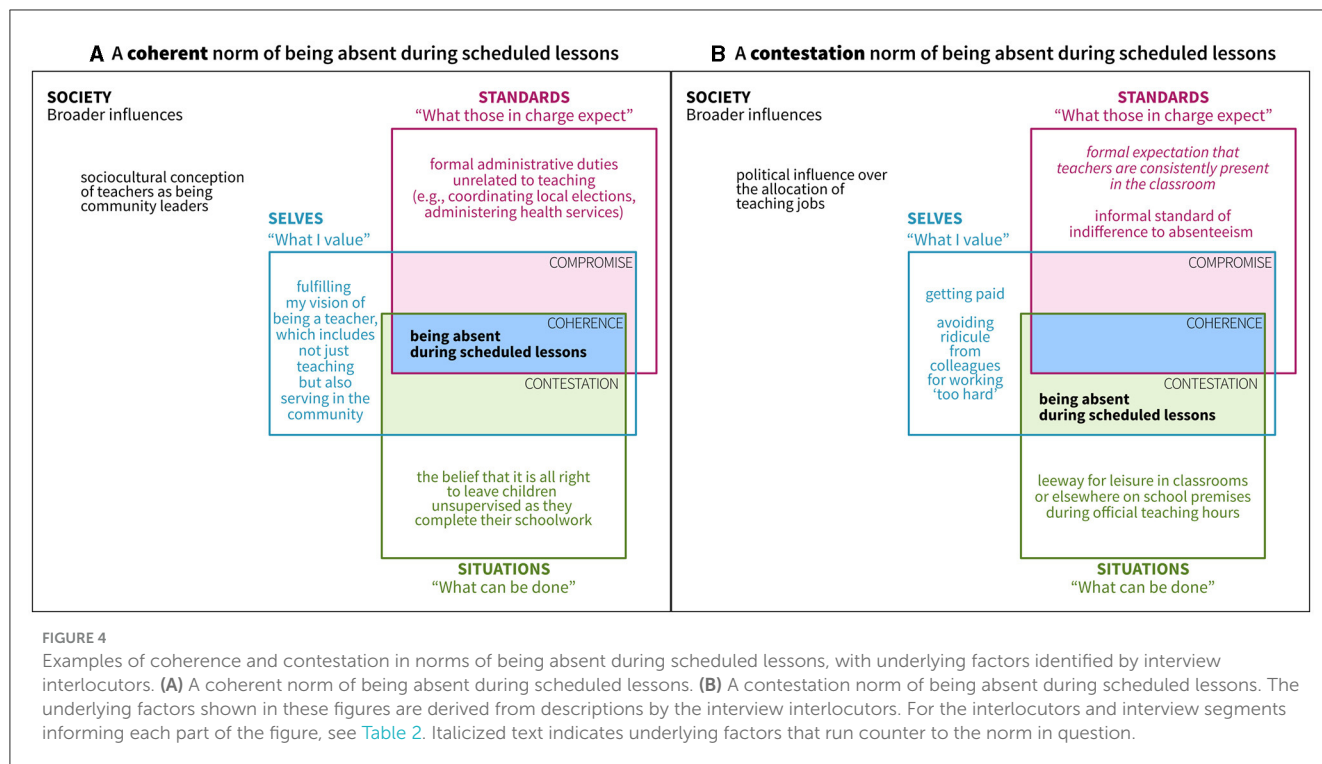 A A coherent norm of being absent during scheduled lessons
SOCIETY
Broader influences
STANDARDS
“What those in charge expect”
sociocultural conception
of teachers as being
community leaders
formal administrative duties
unrelated to teaching
(e.g., coordinating local elections,
administering health services)
SELVES
“What I value”
COMPROMISE
fulfilling
my vision of
being a teacher,
which includes
not just
teaching
but also
serving in the
community
COHERENCE
being absent
during scheduled lessons
CONTESTATION
the belief that it is all right
to leave children
unsupervised as they
complete their schoolwork
SITUATIONS
“What can be done”
B A contestation norm of being absent during scheduled lessons
SOCIETY
Broader influences
STANDARDS
“What those in charge expect”
political influence over
the allocation of
teaching jobs
formal expectation that
teachers are consistently present
in the classroom
informal standard of
indifference to absenteeism
SELVES
“What I value”
COMPROMISE
getting paid
avoiding
ridicule
from
colleagues
for working
‘too hard’
COHERENCE
CONTESTATION
being absent
during scheduled lessons
leeway for leisure in classrooms
or elsewhere on school premises
during official teaching hours
SITUATIONS
“What can be done”
FIGURE 4
Examples of coherence and contestation in norms of being absent during scheduled lessons, with underlying factors identified by interview
interlocutors. (A) A coherent norm of being absent during scheduled lessons. (B) A contestation norm of being absent during scheduled lessons. The
underlying factors shown in these figures are derived from descriptions by the interview interlocutors. For the interlocutors and interview segments
informing each part of the figure, see Table 2. Italicized text indicates underlying factors that run counter to the norm in question.